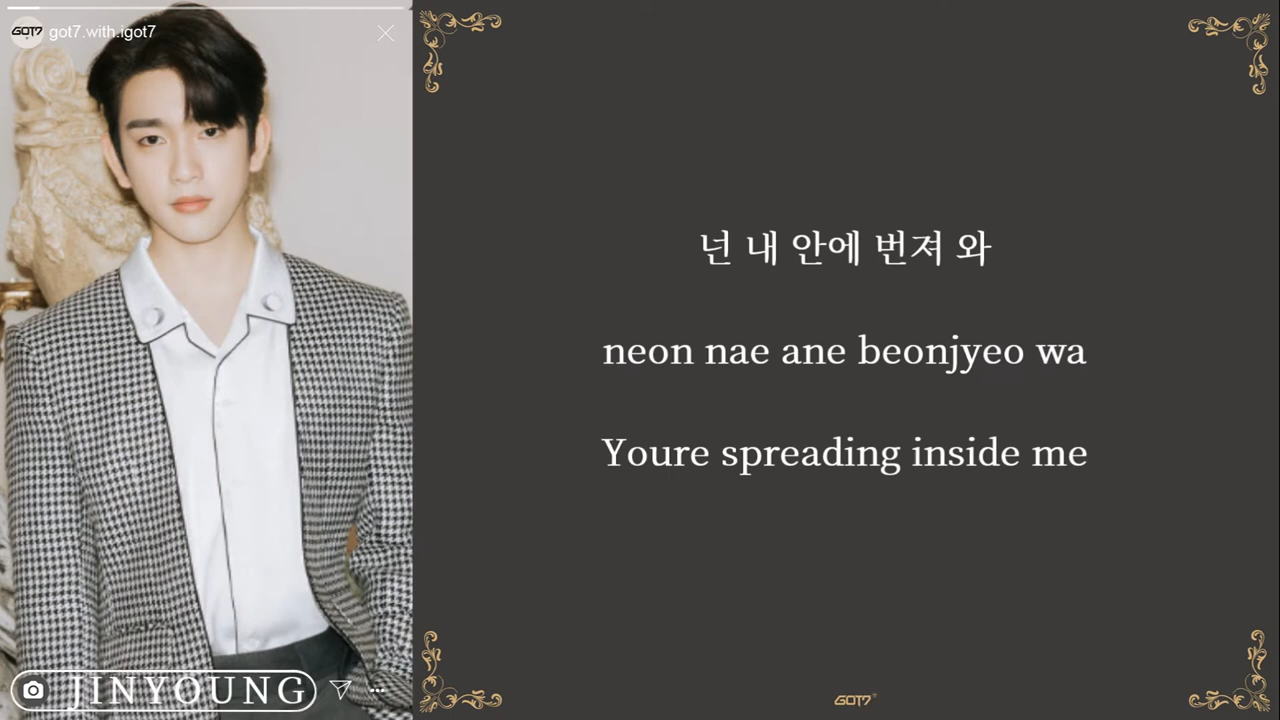 GOT7
got7.with.igot7
JINYOUNG
넌 내 안에 번져 와
neon nae ane beonjyeo wa
Youre spreading inside me
GOT7